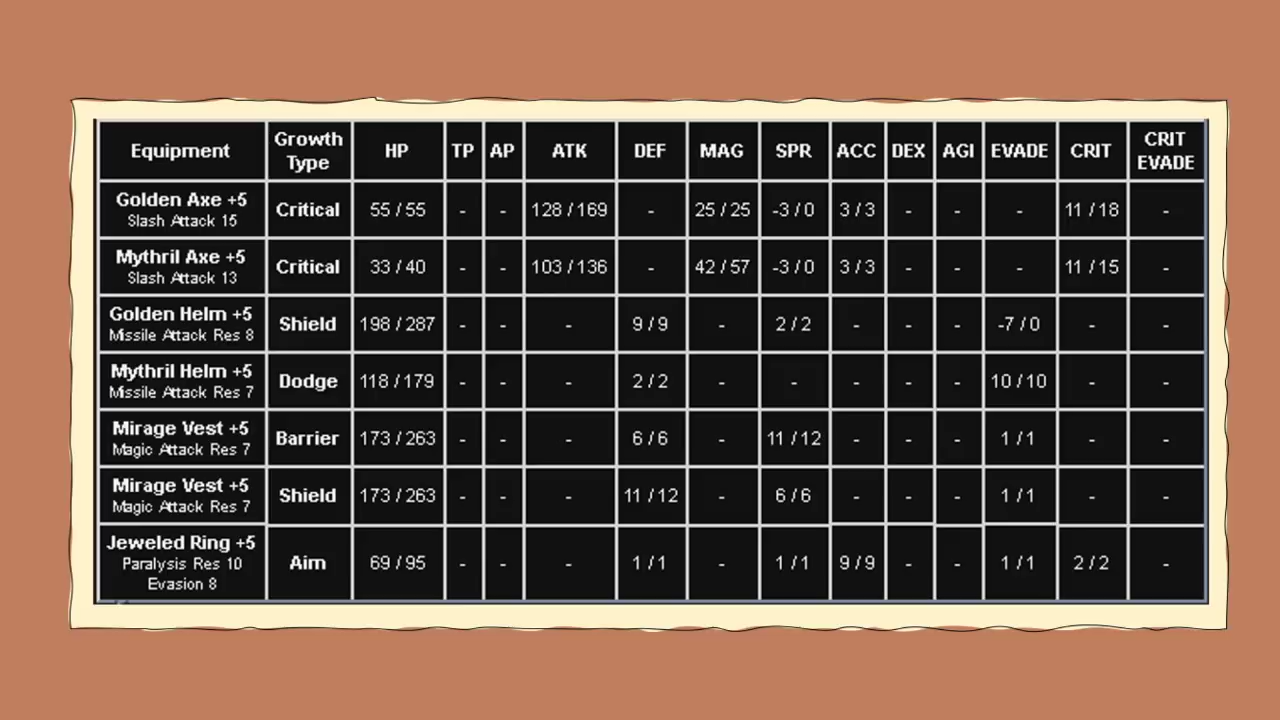 Equipment Growth Type HP TP AP ATK DEF MAG SPR ACC DEX AGI EVADE CRIT CRIT EVADE
Golden Axe +5 Critical 55 / 55 - - 128 / 169 - 25 / 25 -3 / 0 3 / 3 - - - 11 / 18 -
Slash Attack 15
Mythril Axe +5 Critical 33 / 40 - - 103 / 136 - 42 / 57 -3 / 0 3 / 3 - - - 11 / 15 -
Slash Attack 13
Golden Helm +5 Shield 198 / 287 - - - 9 / 9 - 2 / 2 - - - -7 / 0 - -
Missile Attack Res 8
Mythril Helm +5 Dodge 118 / 179 - - - 2 / 2 - - - - - 10 / 10 - -
Missile Attack Res 7
Mirage Vest +5 Barrier 173 / 263 - - - 6 / 6 - 11 / 12 - - - 1 / 1 - -
Magic Attack Res 7
Mirage Vest +5 Shield 173 / 263 - - - 11 / 12 - 6 / 6 - - - 1 / 1 - -
Magic Attack Res 7
Jeweled Ring +5 Aim 69 / 95 - - - 1 / 1 - 1 / 1 9 / 9 - - 1 / 1 2 / 2 -
Paralysis Res 10
Evasion 8